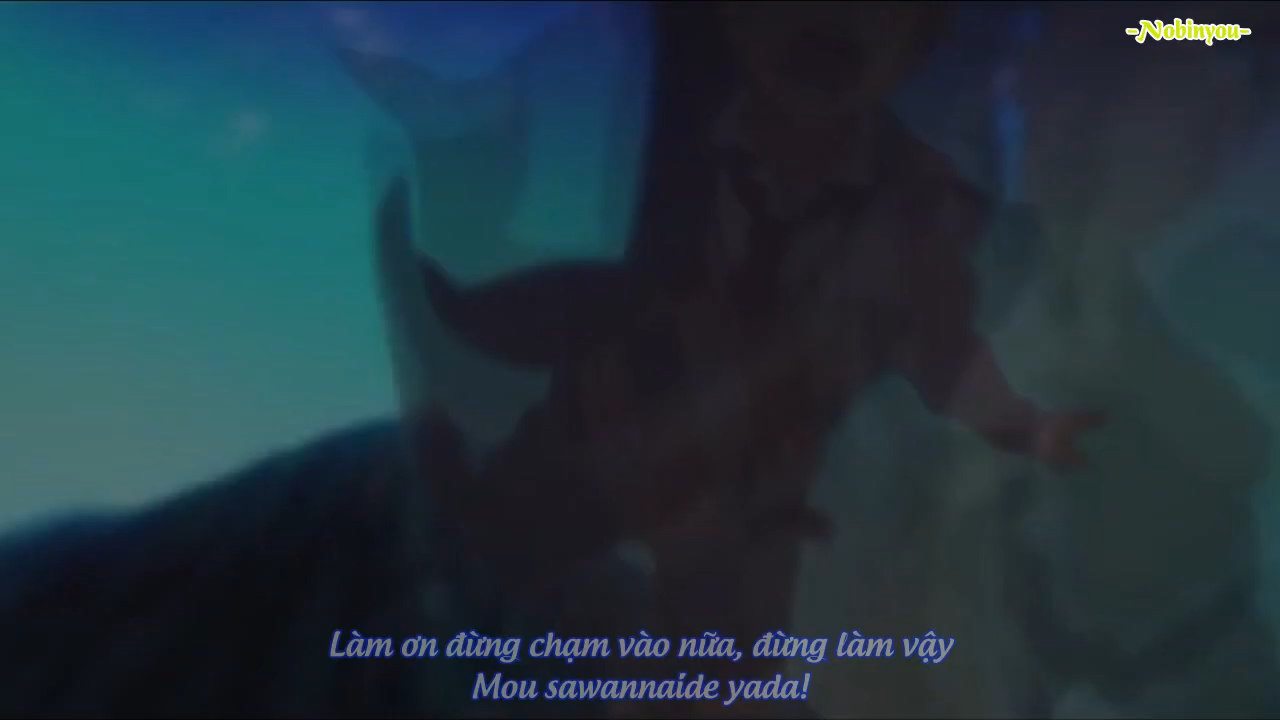 -Nobinyou-
Làm ơn đừng chạm vào nữa, đừng làm vậy
Mou sawannaide yada!